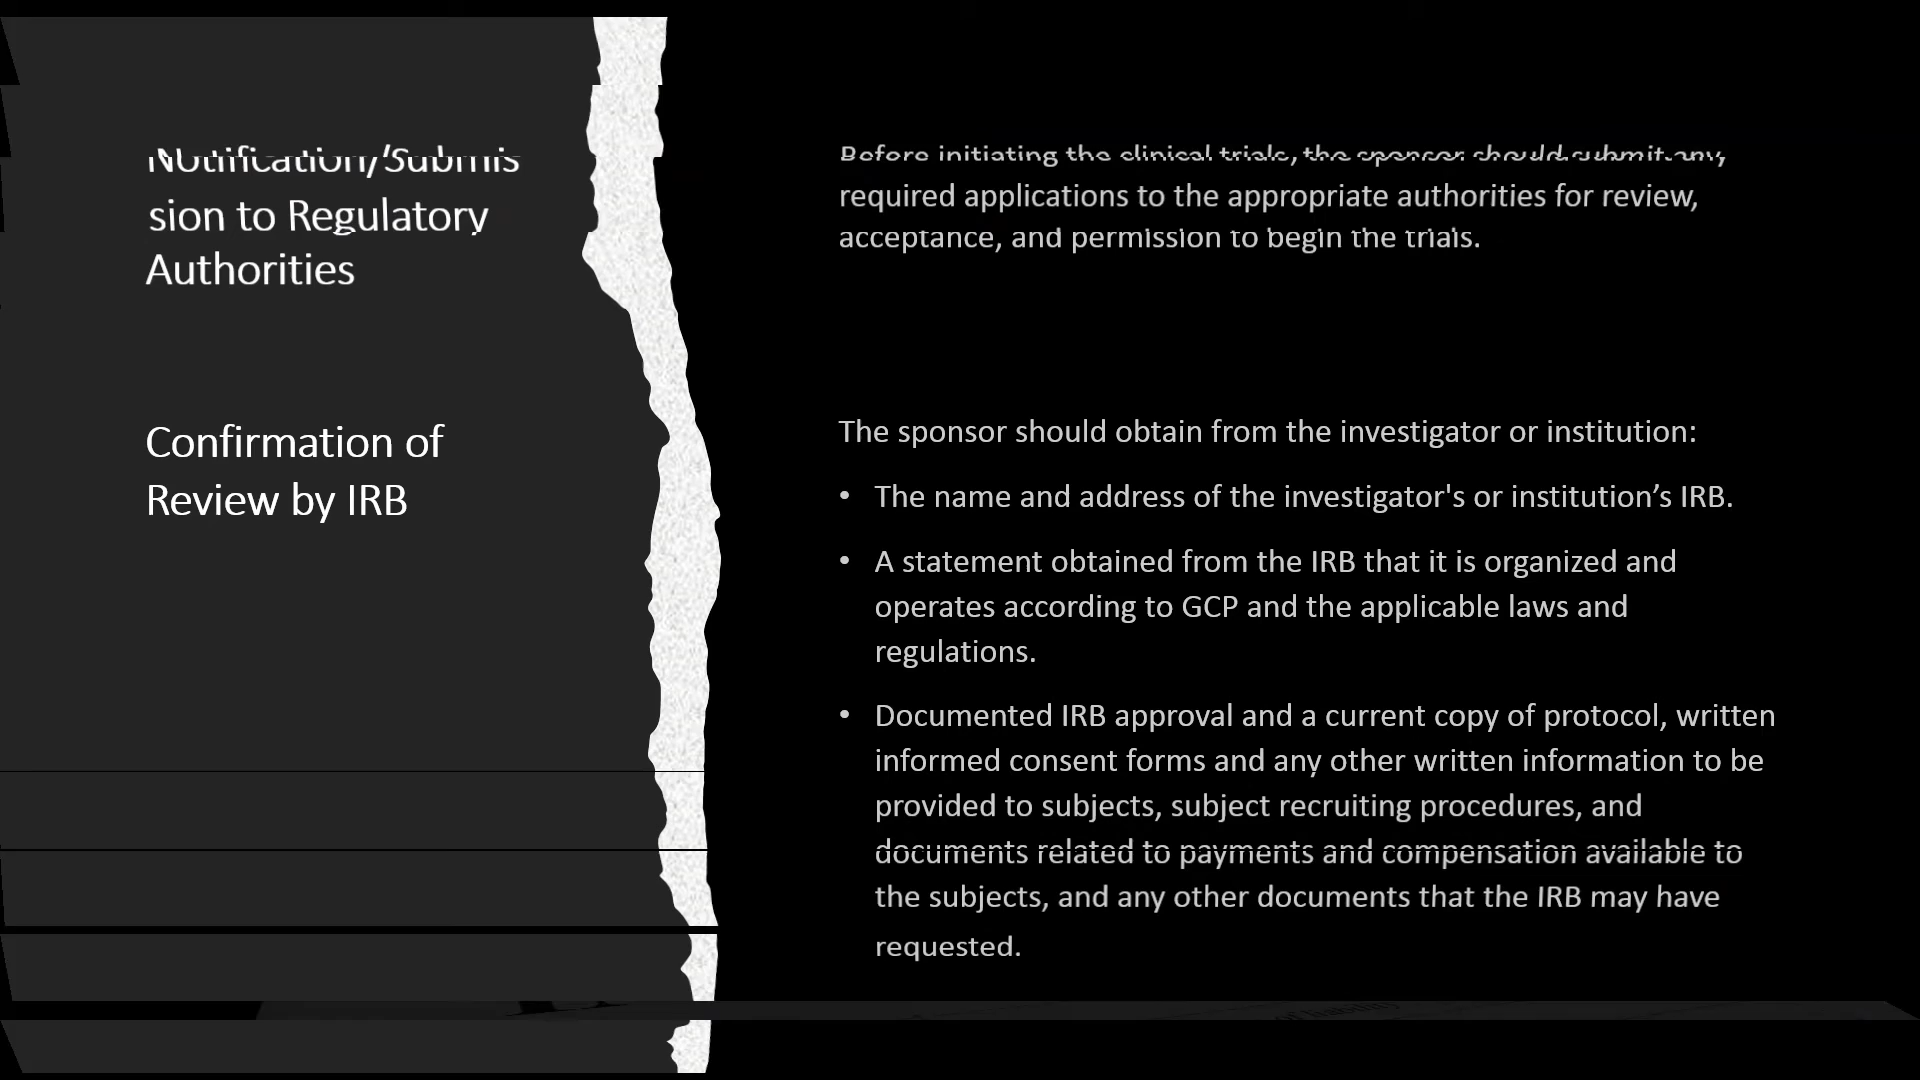 Notification/Submis
sion to Regulatory
Authorities
Before initiating the clinical trials, the sponsor should submit any
required applications to the appropriate authorities for review,
acceptance, and permission to begin the trials.
Confirmation of
Review by IRB
The sponsor should obtain from the investigator or institution:
• The name and address of the investigator's or institution’s IRB.
• A statement obtained from the IRB that it is organized and
operates according to GCP and the applicable laws and
regulations.
• Documented IRB approval and a current copy of protocol, written
informed consent forms and any other written information to be
provided to subjects, subject recruiting procedures, and
documents related to payments and compensation available to
the subjects, and any other documents that the IRB may have
requested.